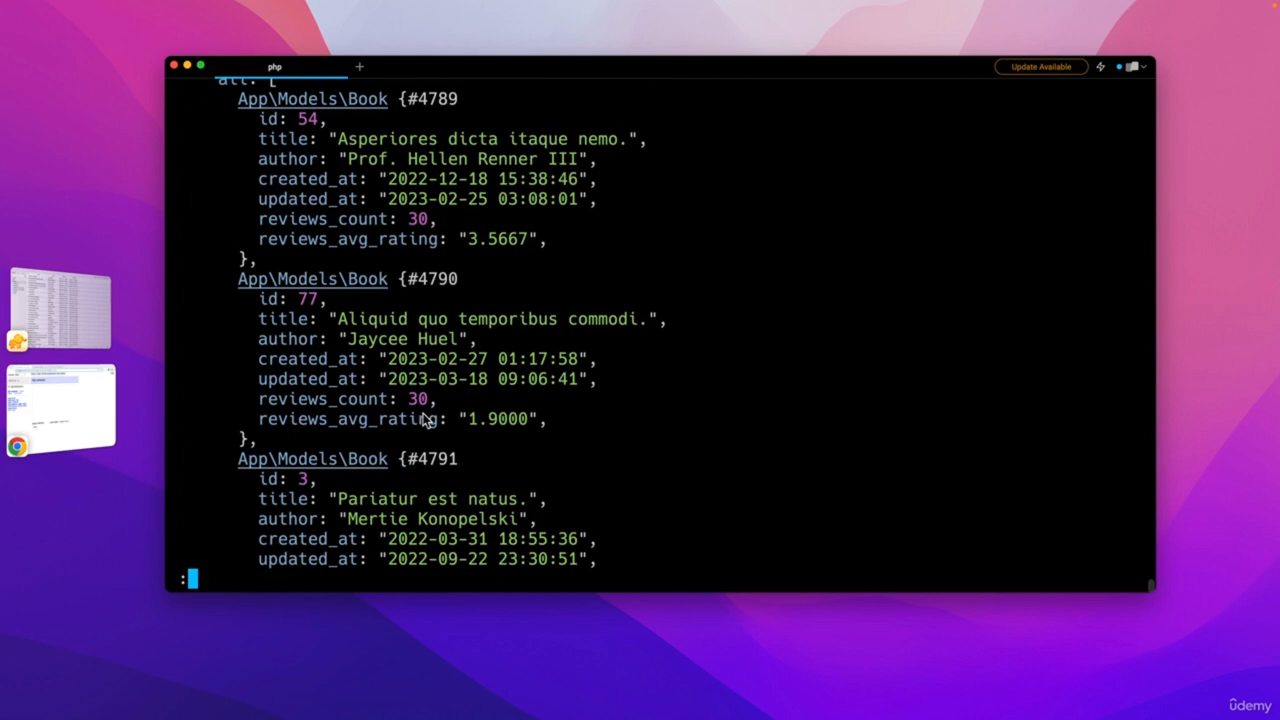 php
Update Available
all: [
App\Models\Book {#4789
id: 54,
title: "Asperiores dicta itaque nemo.",
author: "Prof. Hellen Renner III",
created_at: "2022-12-18 15:38:46",
updated_at: "2023-02-25 03:08:01",
reviews_count: 30,
reviews_avg_rating: "3.5667",
},
App\Models\Book {#4790
id: 77,
title: "Aliquid quo temporibus commodi.",
author: "Jaycee Huel",
created_at: "2023-02-27 01:17:58",
updated_at: "2023-03-18 09:06:41",
reviews_count: 30,
reviews_avg_rating: "1.9000",
},
App\Models\Book {#4791
id: 3,
title: "Pariatur est natus.",
author: "Mertie Konopelski",
created_at: "2022-03-31 18:55:36",
updated_at: "2022-09-22 23:30:51",
:
ûdemy